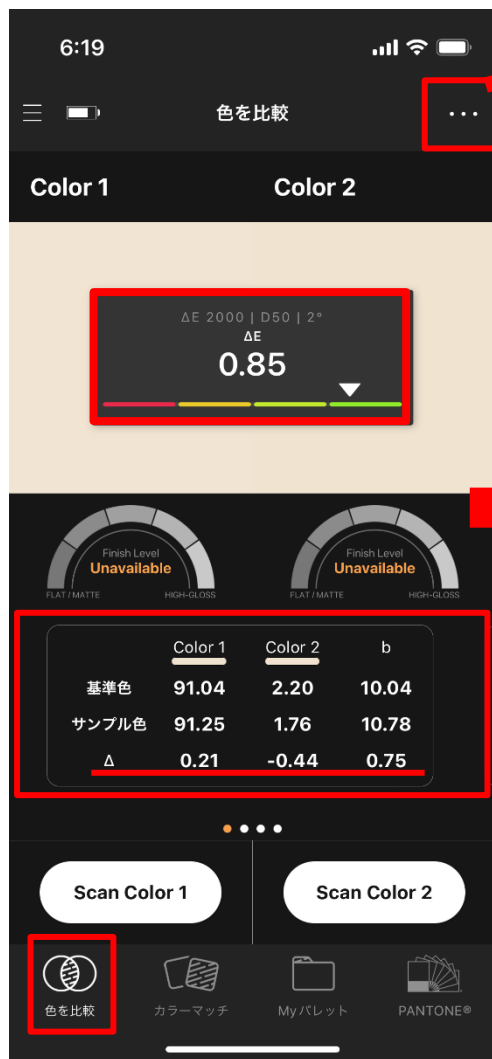 6:19
色を比較
Color 1 Color 2
ΔE 2000 | D50 | 2°
ΔE
0.85
Finish Level Finish Level
Unavailable Unavailable
FLAT / MATTE HIGH-GLOSS FLAT / MATTE HIGH-GLOSS
Color 1 Color 2 b
基準色 91.04 2.20 10.04
サンプル色 91.25 1.76 10.78
Δ 0.21 -0.44 0.75
Scan Color 1 Scan Color 2
色を比較 カラーマッチ Myパレット PANTONE®